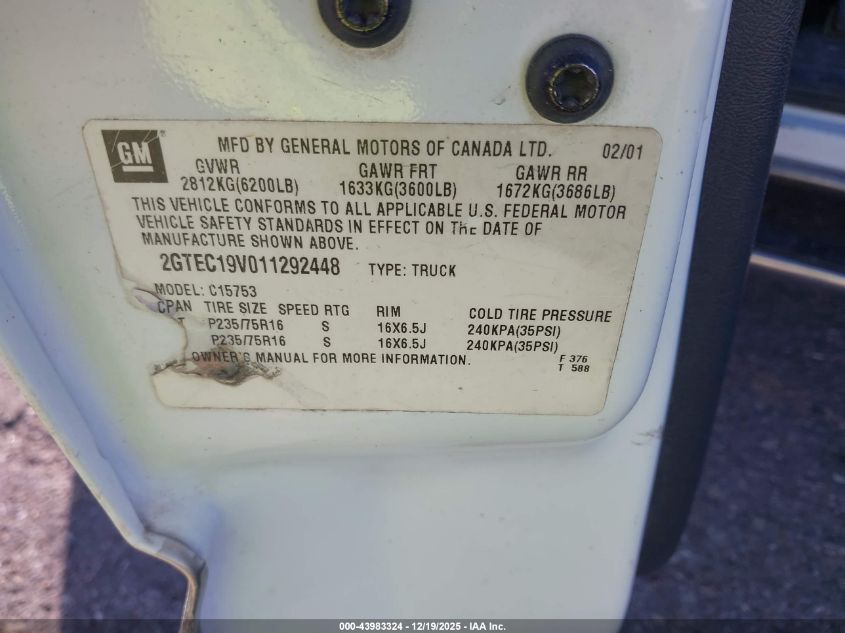 GM
MFD BY GENERAL MOTORS OF CANADA LTD. 02/01
GVWR GAWR FRT GAWR RR
2812KG(6200LB) 1633KG(3600LB) 1672KG(3686LB)
THIS VEHICLE CONFORMS TO ALL APPLICABLE U.S. FEDERAL MOTOR
VEHICLE SAFETY STANDARDS IN EFFECT ON THE DATE OF
MANUFACTURE SHOWN ABOVE.
2GTEC19V011292448 TYPE: TRUCK
MODEL: C15753
CPAN TIRE SIZE SPEED RTG RIM COLD TIRE PRESSURE
T P235/75R16 S 16X6.5J 240KPA(35PSI)
P235/75R16 S 16X6.5J 240KPA(35PSI)
OWNER'S MANUAL FOR MORE INFORMATION.
F 376
T 588
000-43983324 - 12/19/2025 - IAA Inc.